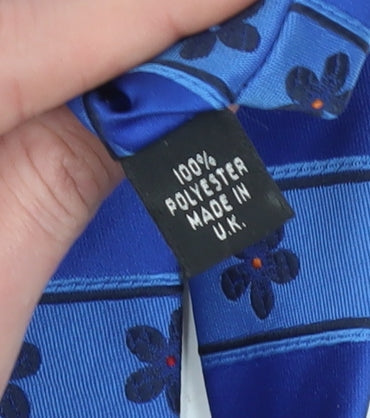 100%
POLYESTER
MADE IN
U.K.